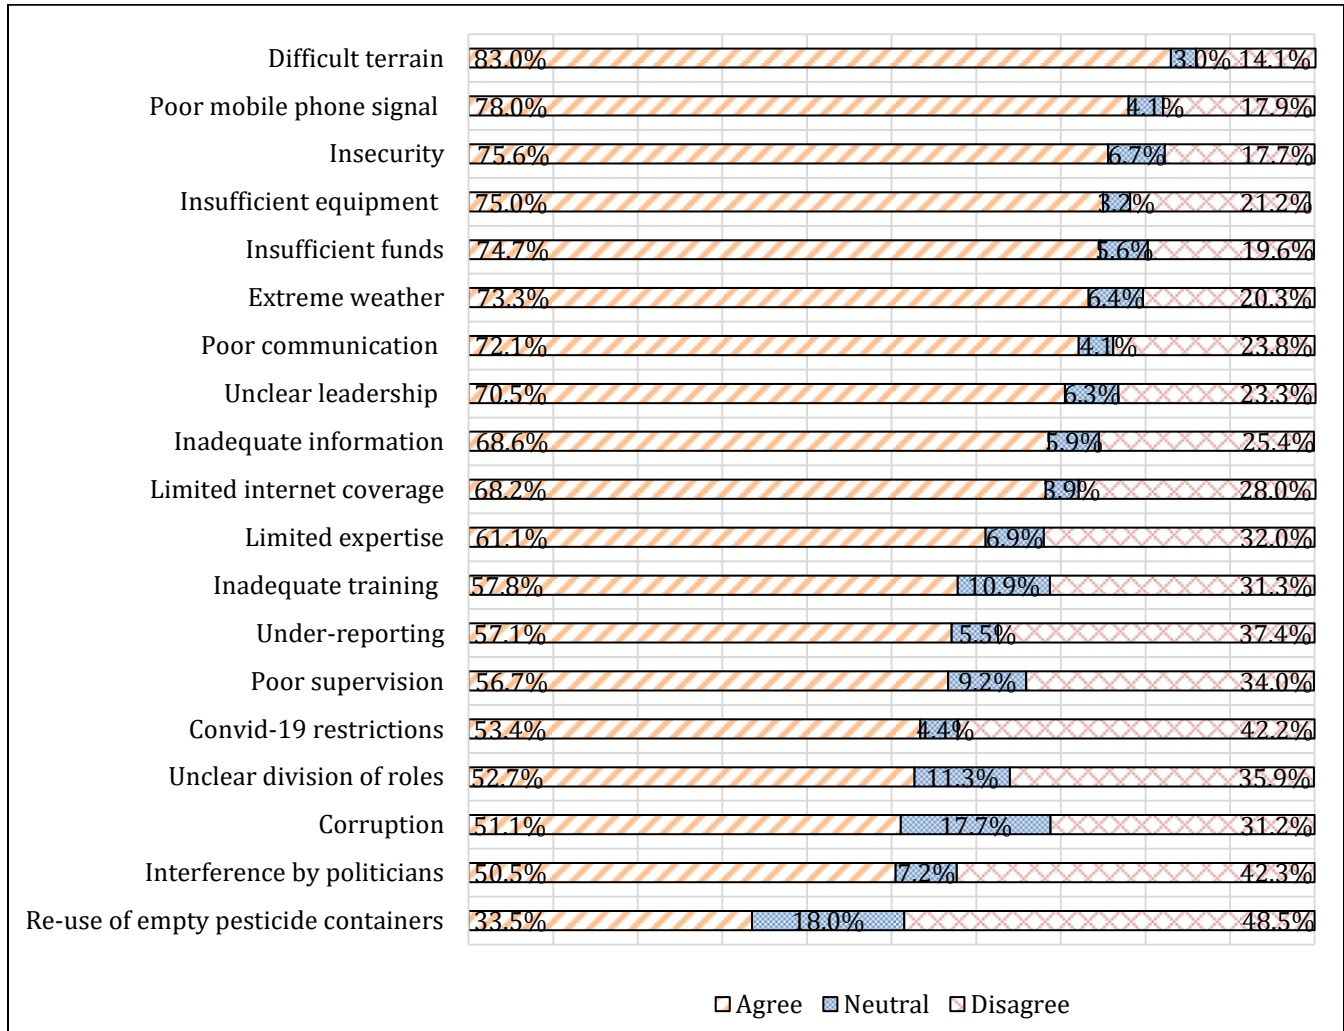 Difficult terrain 83.0% 3.0% 14.1%
Poor mobile phone signal 78.0% 4.1% 17.9%
Insecurity 75.6% 6.7% 17.7%
Insufficient equipment 75.0% 3.2% 21.2%
Insufficient funds 74.7% 5.6% 19.6%
Extreme weather 73.3% 6.4% 20.3%
Poor communication 72.1% 4.1% 23.8%
Unclear leadership 70.5% 6.3% 23.3%
Inadequate information 68.6% 5.9% 25.4%
Limited internet coverage 68.2% 3.9% 28.0%
Limited expertise 61.1% 6.9% 32.0%
Inadequate training 57.8% 10.9% 31.3%
Under-reporting 57.1% 5.5% 37.4%
Poor supervision 56.7% 9.2% 34.0%
Convid-19 restrictions 53.4% 4.4% 42.2%
Unclear division of roles 52.7% 11.3% 35.9%
Corruption 51.1% 17.7% 31.2%
Interference by politicians 50.5% 7.2% 42.3%
Re-use of empty pesticide containers 33.5% 18.0% 48.5%
Agree Neutral Disagree